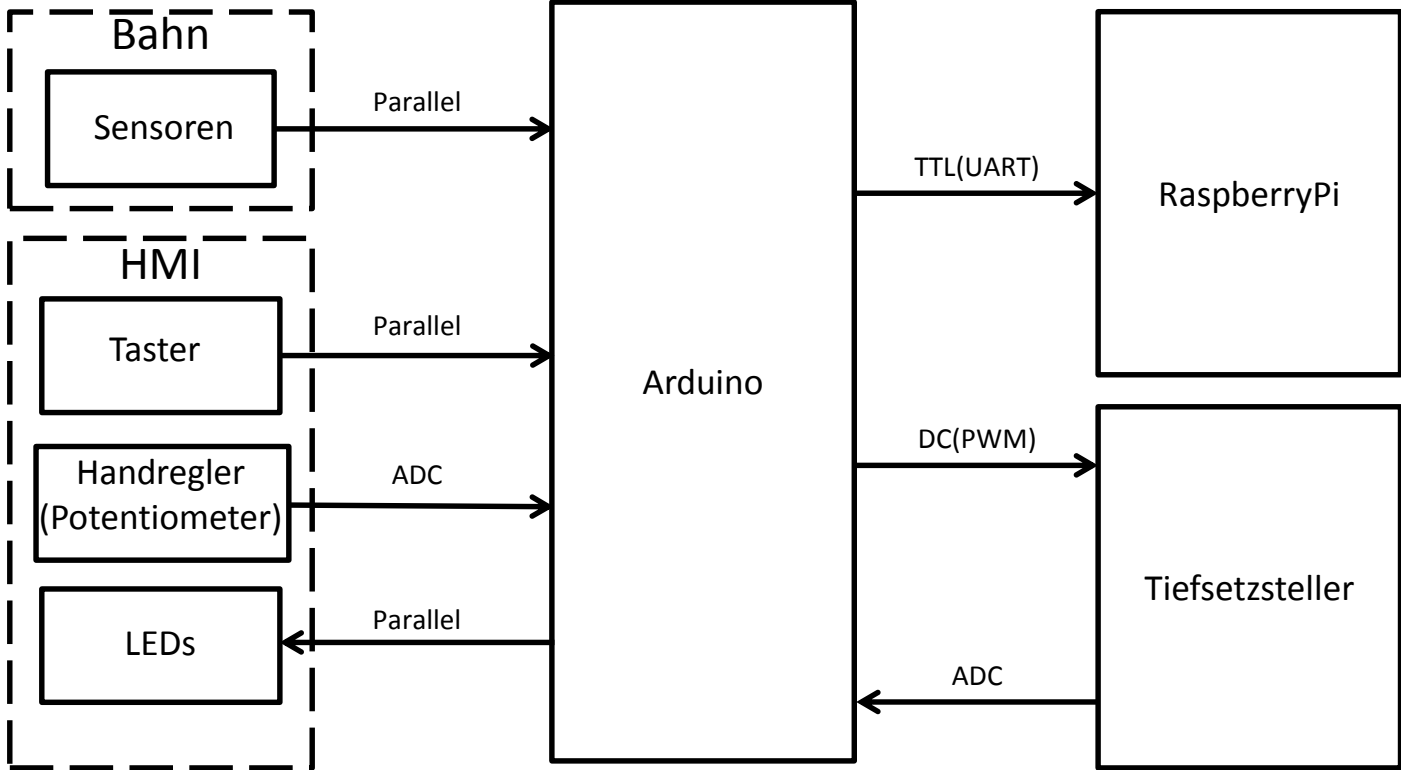 Bahn
Sensoren
Parallel
HMI
Taster
Parallel
Handregler
(Potentiometer)
ADC
LEDs
Parallel
Arduino
TTL(UART)
RaspberryPi
DC(PWM)
Tiefsetzsteller
ADC